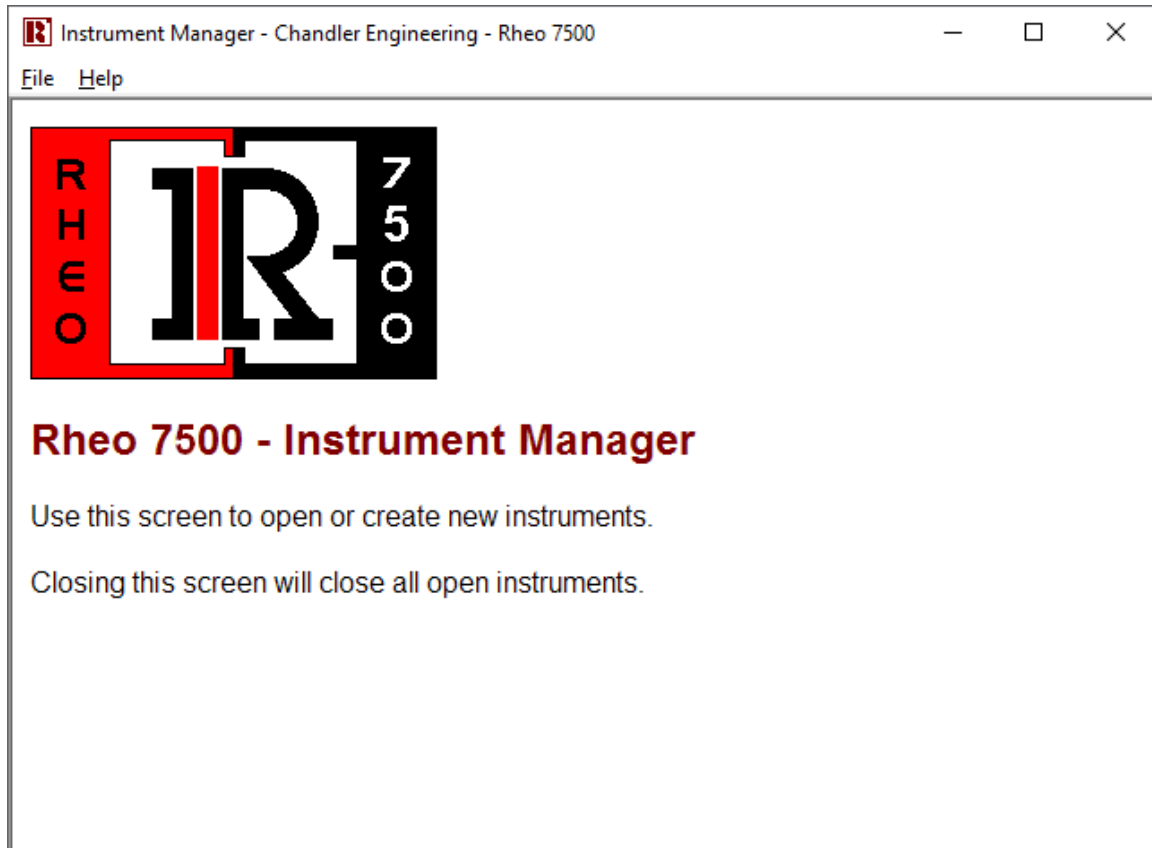 Instrument Manager - Chandler Engineering - Rheo 7500
File Help
RHEO
R
7500
Rheo 7500 - Instrument Manager
Use this screen to open or create new instruments.
Closing this screen will close all open instruments.